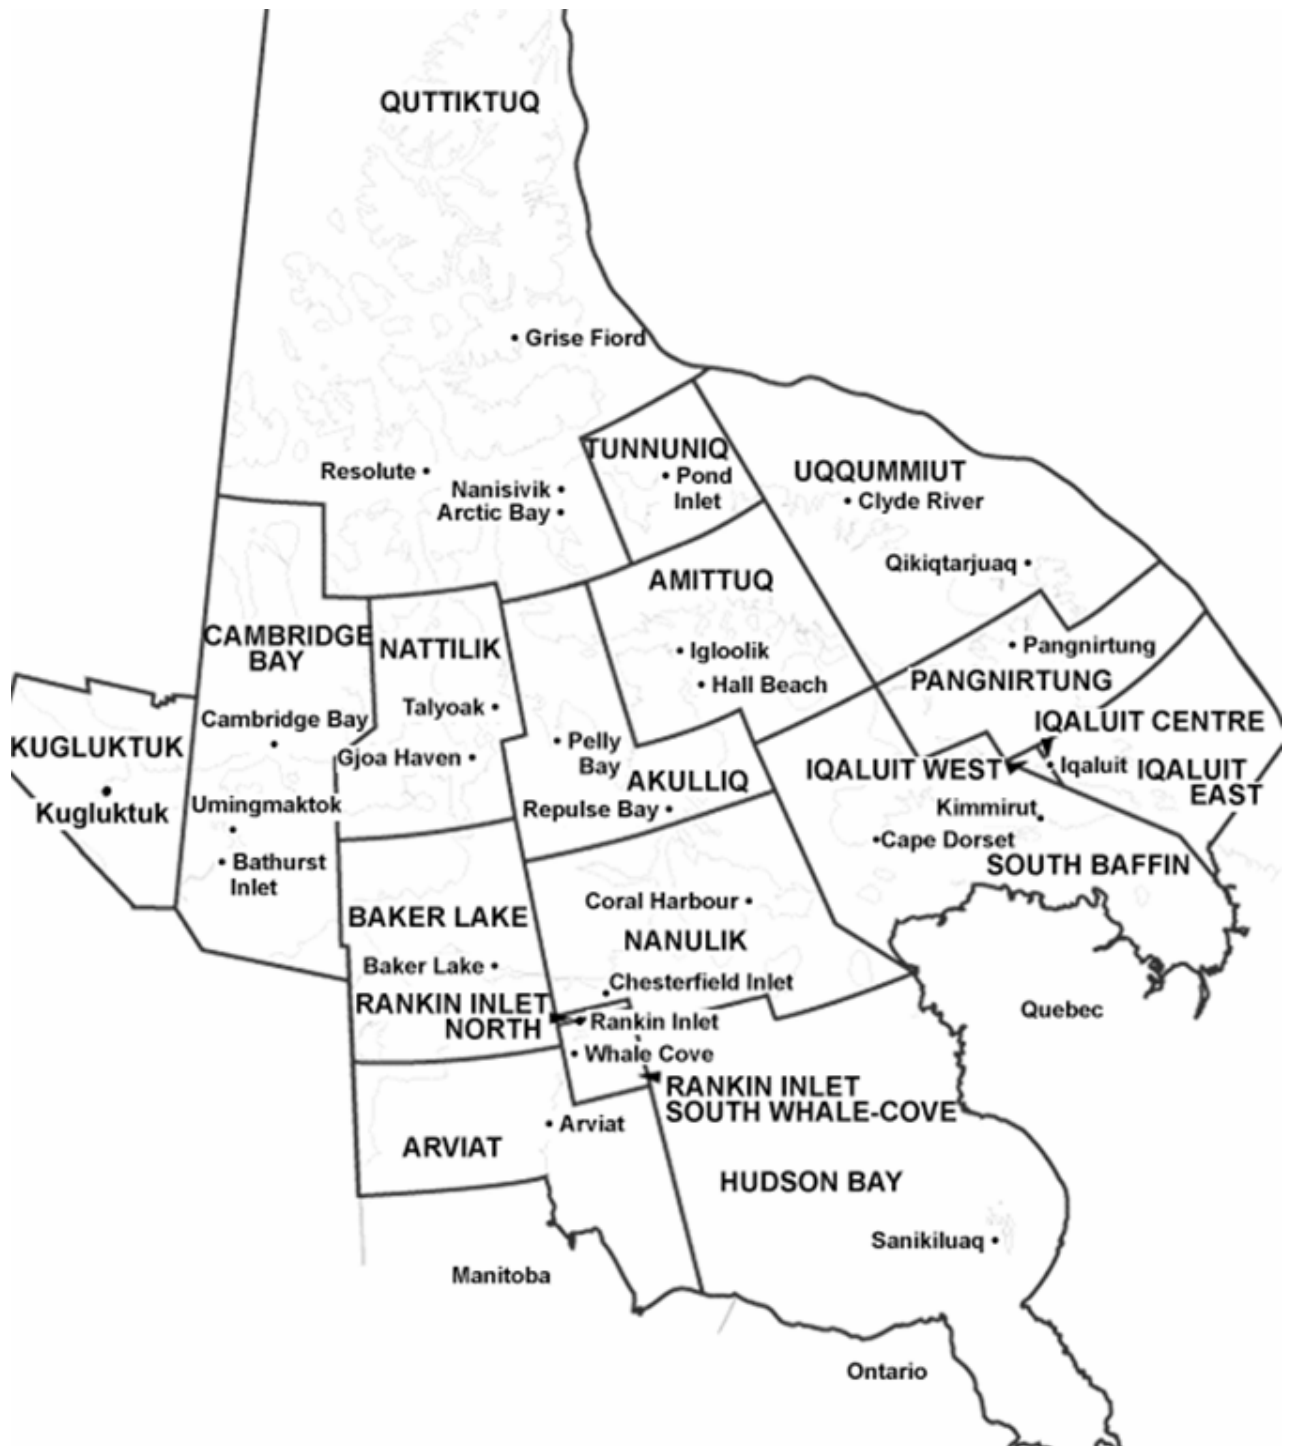 QUTTIKTUQ
Grise Fiord
TUNNUNIQ
Pond
Inlet
Resolute
Nanisivik
Arctic Bay
UQQUMMIUT
Clyde River
Qikiqtarjuaq
AMITTUQ
Igloolik
Hall Beach
CAMBRIDGE
BAY
NATTILIK
Pangnirtung
PANGNIRTUNG
Talyoak
Cambridge Bay
KUGLUKTUK
Gjoa Haven
Pelly
Bay
AKULLIQ
IQALUIT CENTRE
IQALUIT WEST
Iqaluit
IQALUIT
EAST
Kugluktuk
Umingmaktok
Repulse Bay
Kimmirut
Cape Dorset
SOUTH BAFFIN
Bathurst
Inlet
BAKER LAKE
Coral Harbour
NANULIK
Baker Lake
Chesterfield Inlet
RANKIN INLET
NORTH
Rankin Inlet
Whale Cove
Quebec
RANKIN INLET
SOUTH WHALE-COVE
Arviat
ARVIAT
HUDSON BAY
Sanikiluaq
Manitoba
Ontario